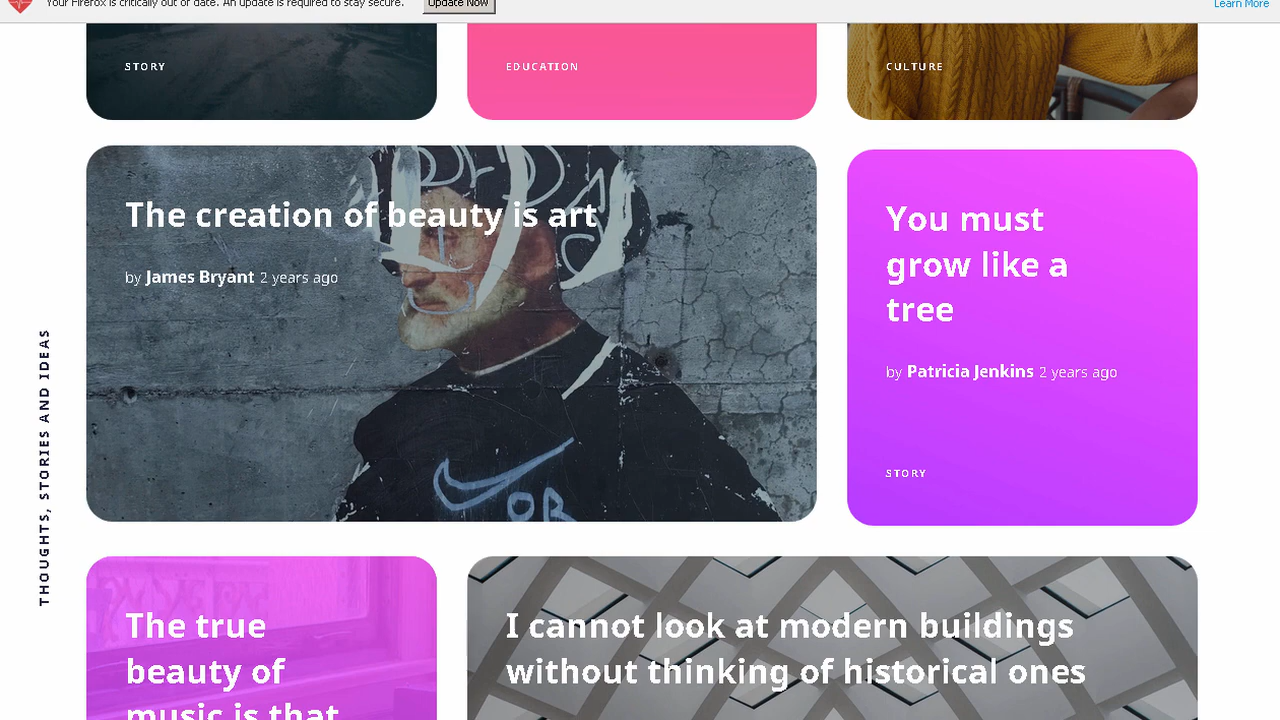 Your Firefox is critically out of date. An update is required to stay secure.
Update Now
Learn More
STORY
EDUCATION
CULTURE
The creation of beauty is art
by James Bryant 2 years ago
You must
grow like a
tree
by Patricia Jenkins 2 years ago
STORY
THOUGHTS, STORIES AND IDEAS
The true
beauty of
music is that
I cannot look at modern buildings
without thinking of historical ones